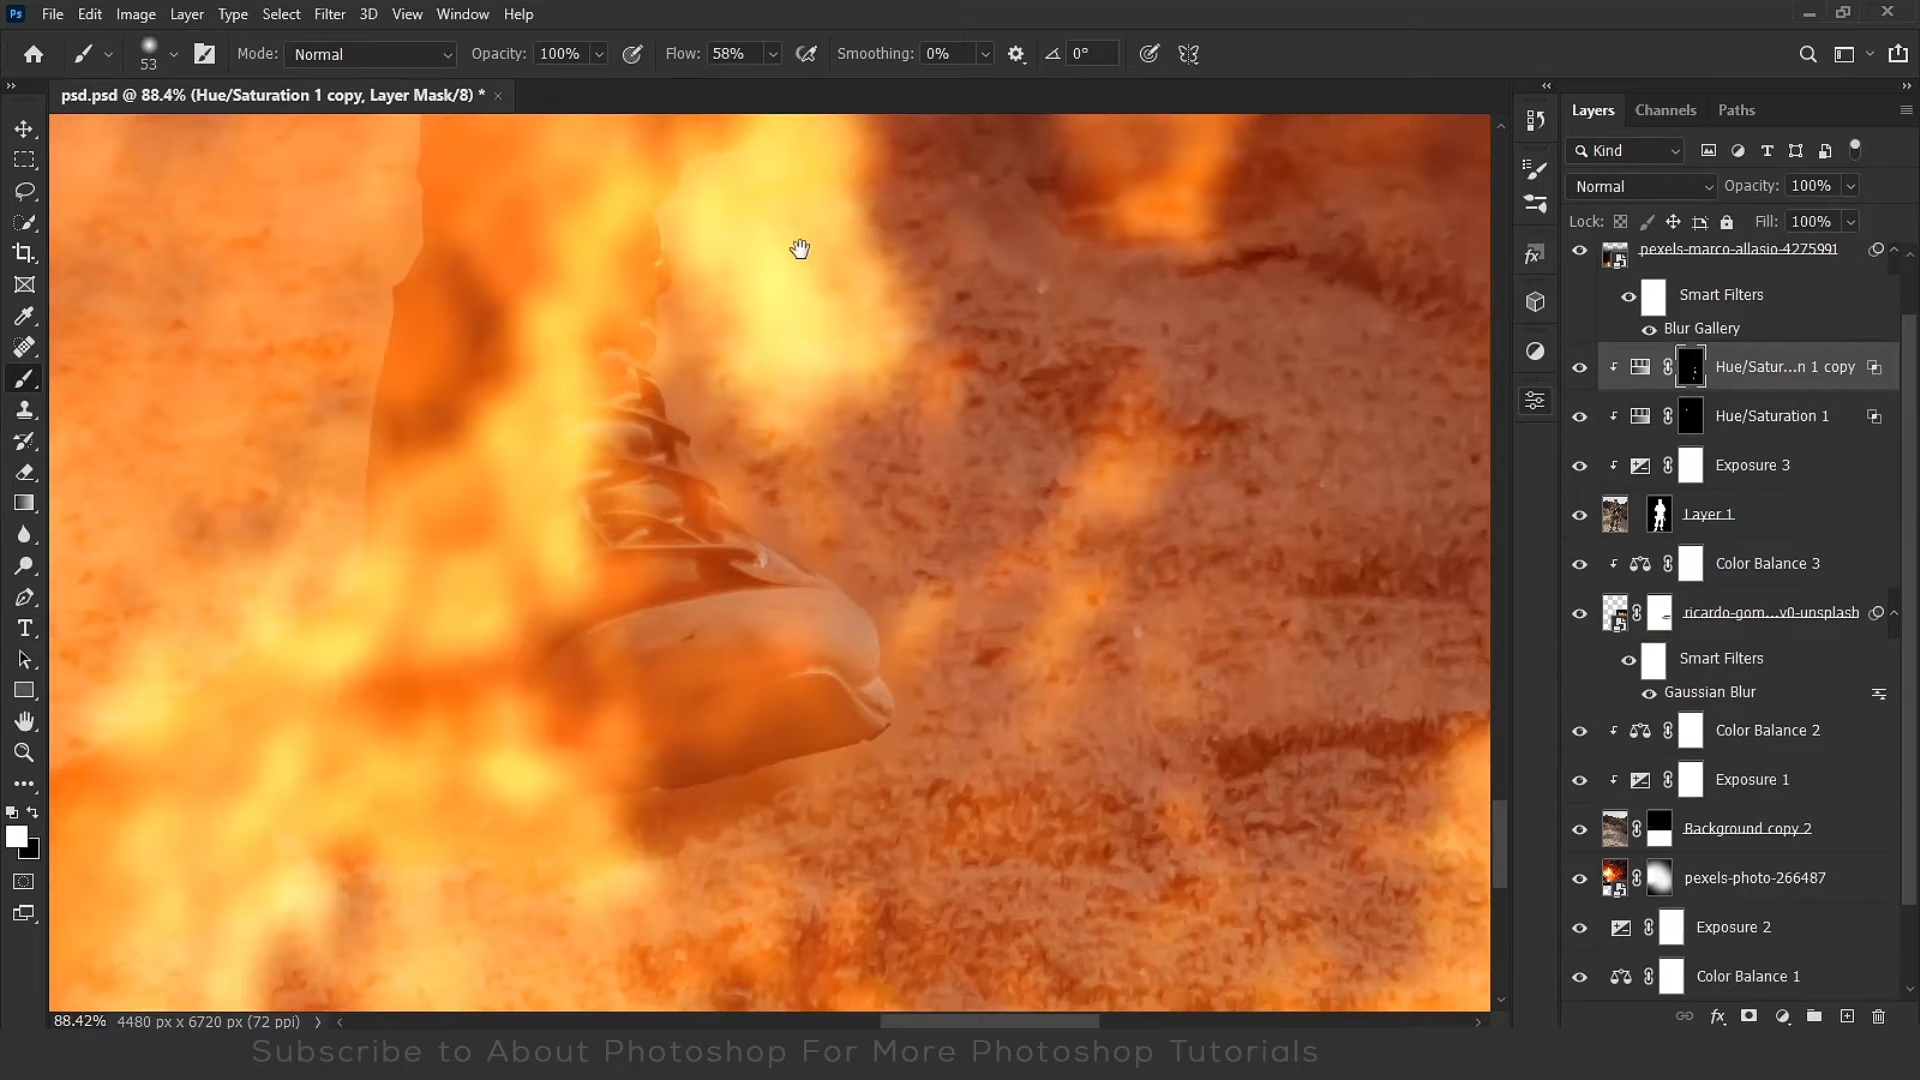 Ps File Edit Image Layer Type Select Filter 3D View Window Help
53 Mode: Normal Opacity: 100% Flow: 58% Smoothing: 0% 0°
psd.psd @ 88.4% (Hue/Saturation 1 copy, Layer Mask/8) * ×
Layers Channels Paths
Kind
Normal Opacity: 100%
Lock: Fill: 100%
pexels-marco-allasio-4275991
Smart Filters
Blur Gallery
Hue/Satur...n 1 copy
Hue/Saturation 1
Exposure 3
Layer 1
Color Balance 3
ricardo-gom...v0-unsplash
Smart Filters
Gaussian Blur
Color Balance 2
Exposure 1
Background copy 2
pexels-photo-266487
Exposure 2
Color Balance 1
88.42% 4480 px x 6720 px (72 ppi)
Subscribe to About Photoshop For More Photoshop Tutorials